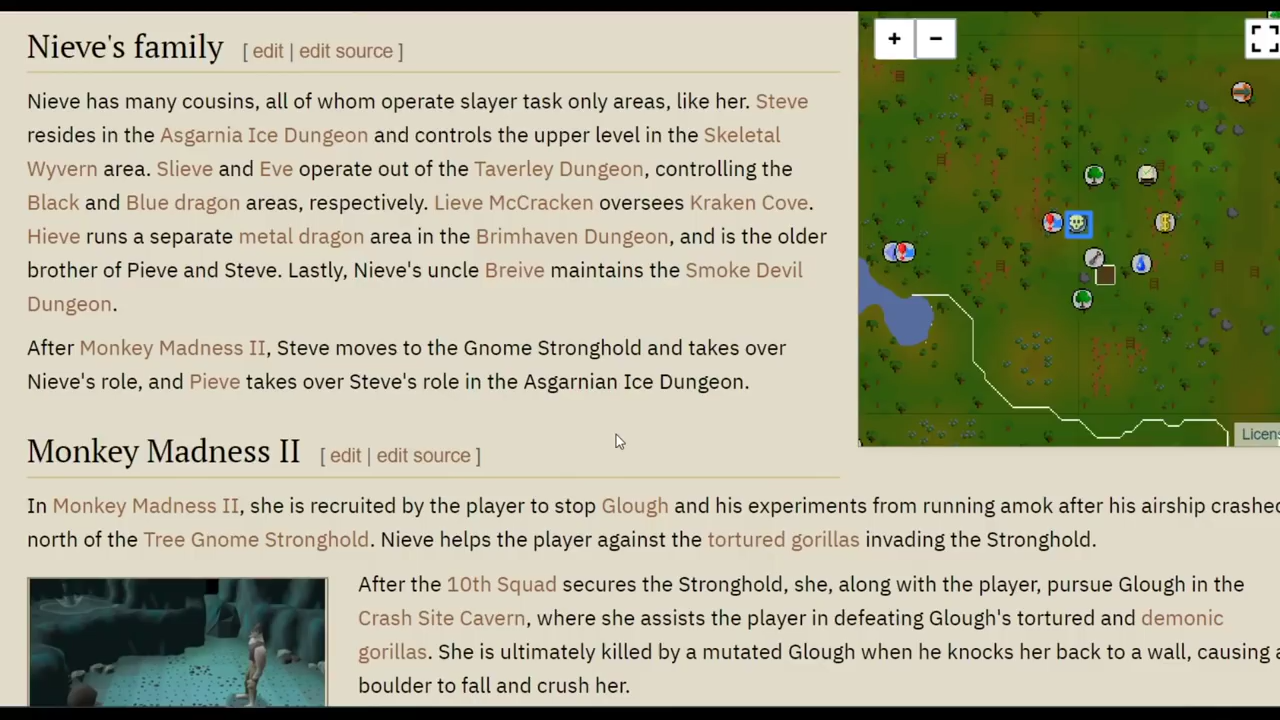 Nieve's family [ edit | edit source ]
Nieve has many cousins, all of whom operate slayer task only areas, like her. Steve
resides in the Asgarnia Ice Dungeon and controls the upper level in the Skeletal
Wyvern area. Slieve and Eve operate out of the Taverley Dungeon, controlling the
Black and Blue dragon areas, respectively. Lieve McCracken oversees Kraken Cove.
Hieve runs a separate metal dragon area in the Brimhaven Dungeon, and is the older
brother of Pieve and Steve. Lastly, Nieve's uncle Breive maintains the Smoke Devil
Dungeon.
After Monkey Madness II, Steve moves to the Gnome Stronghold and takes over
Nieve's role, and Pieve takes over Steve's role in the Asgarnian Ice Dungeon.
+ −
Licens
Monkey Madness II [ edit | edit source ]
In Monkey Madness II, she is recruited by the player to stop Glough and his experiments from running amok after his airship crashed
north of the Tree Gnome Stronghold. Nieve helps the player against the tortured gorillas invading the Stronghold.
After the 10th Squad secures the Stronghold, she, along with the player, pursue Glough in the
Crash Site Cavern, where she assists the player in defeating Glough's tortured and demonic
gorillas. She is ultimately killed by a mutated Glough when he knocks her back to a wall, causing a
boulder to fall and crush her.